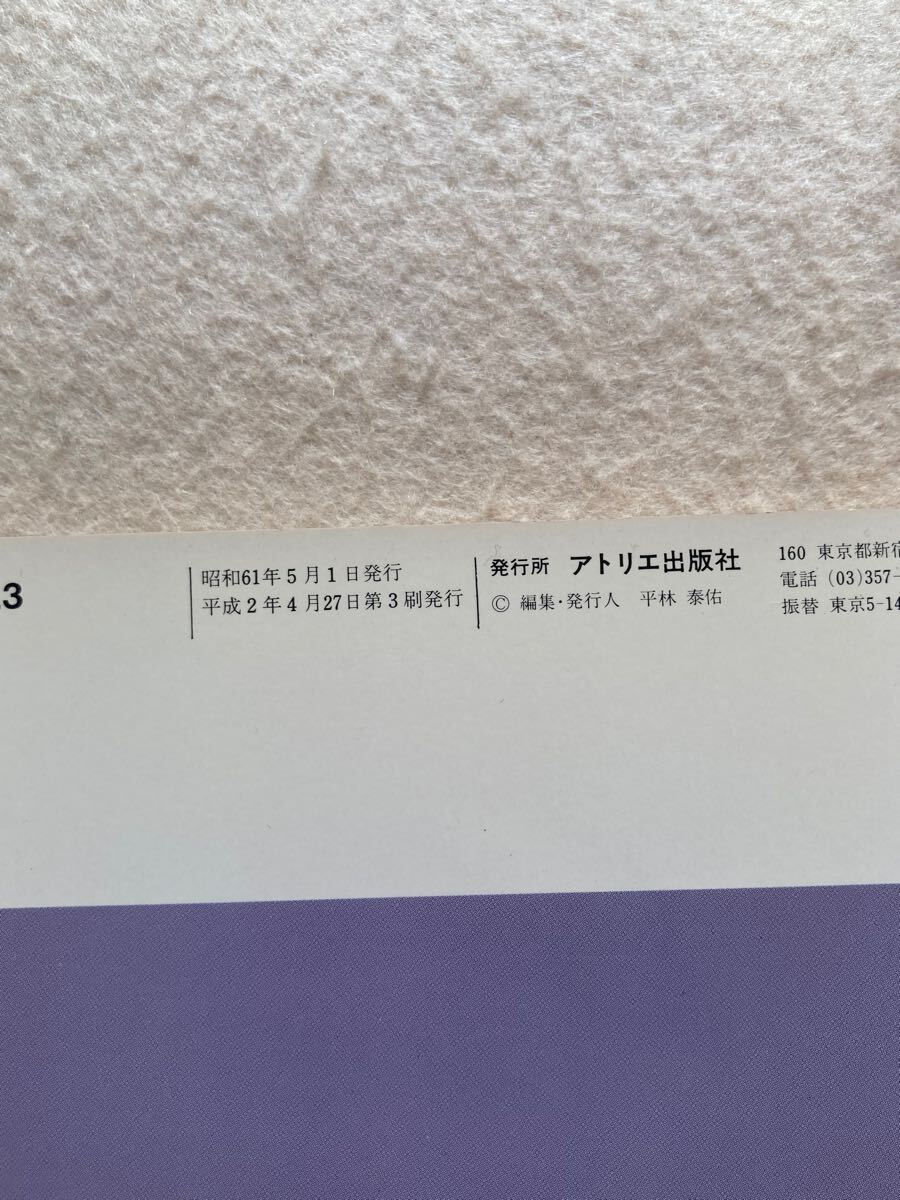 .3
昭和61年5月1日発行
平成2年4月27日第3刷発行
発行所 アトリエ出版社
© 編集・発行人 平林 泰佑
160 東京都新宿
電話 (03)357-
振替 東京5-14